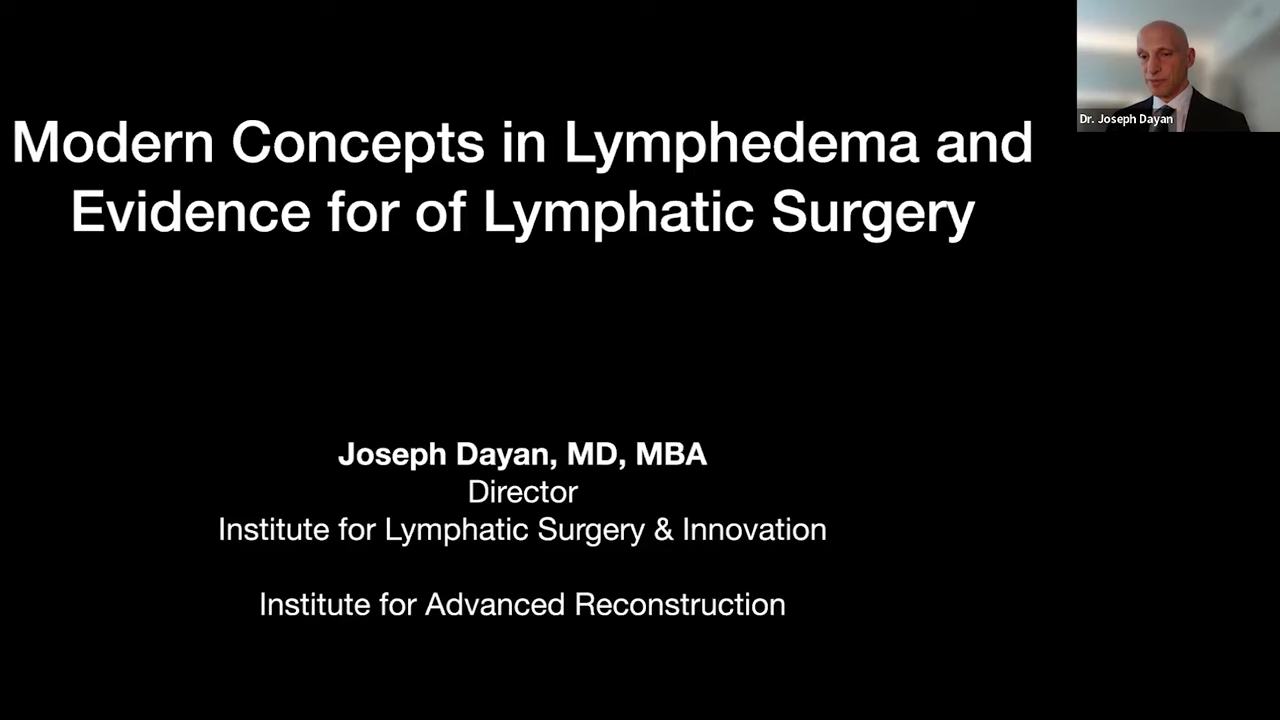 Modern Concepts in Lymphedema and
Evidence for of Lymphatic Surgery
Dr. Joseph Dayan
Joseph Dayan, MD, MBA
Director
Institute for Lymphatic Surgery & Innovation
Institute for Advanced Reconstruction